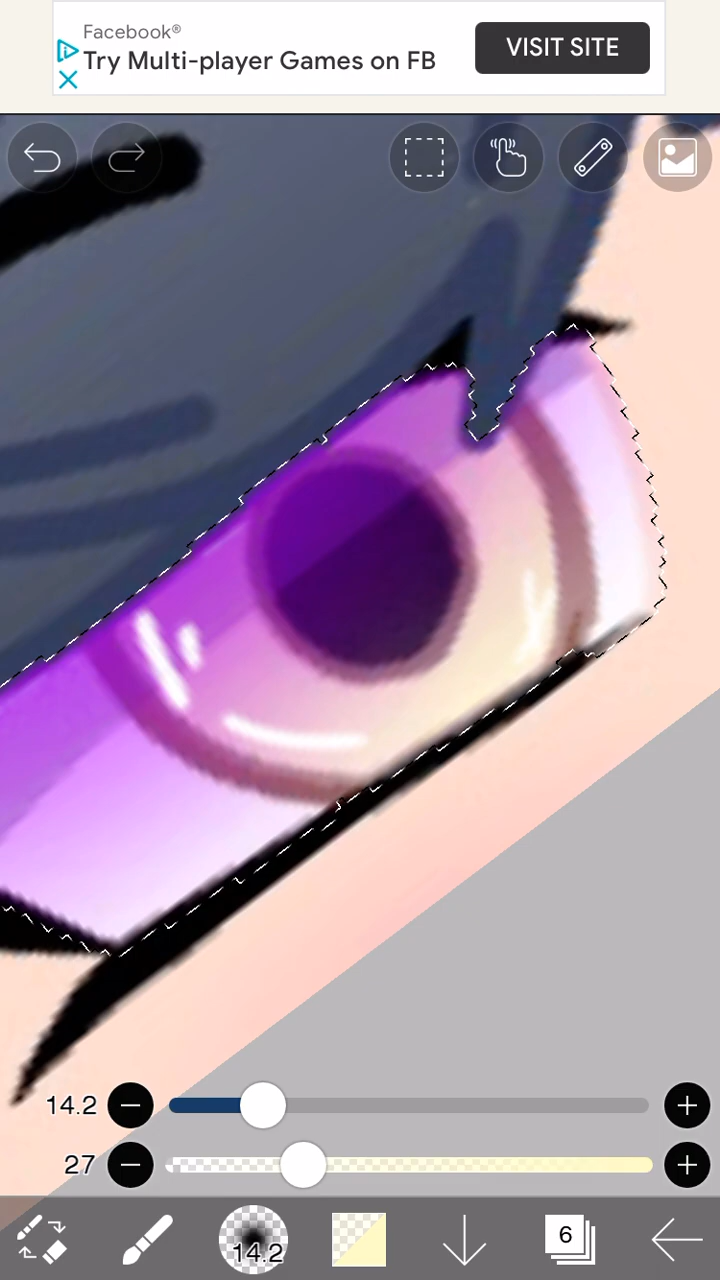 Facebook®
Try Multi-player Games on FB
VISIT SITE
14.2
27
14.2
6